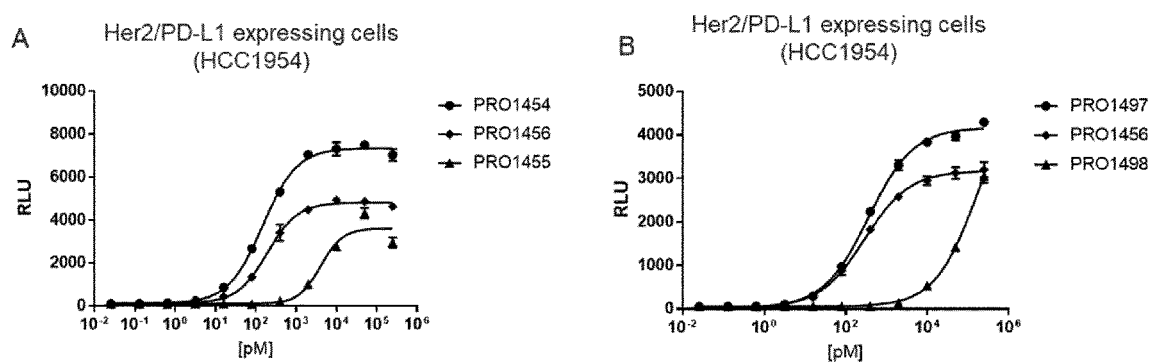 A
Her2/PD-L1 expressing cells
(HCC1954)
RLU
10000
8000
6000
4000
2000
0
10-2 10-1 100 101 102 103 104 105 106
[pM]
PRO1454
PRO1456
PRO1455
B
Her2/PD-L1 expressing cells
(HCC1954)
RLU
5000
4000
3000
2000
1000
0
10-2 100 102 104 106
[pM]
PRO1497
PRO1456
PRO1498